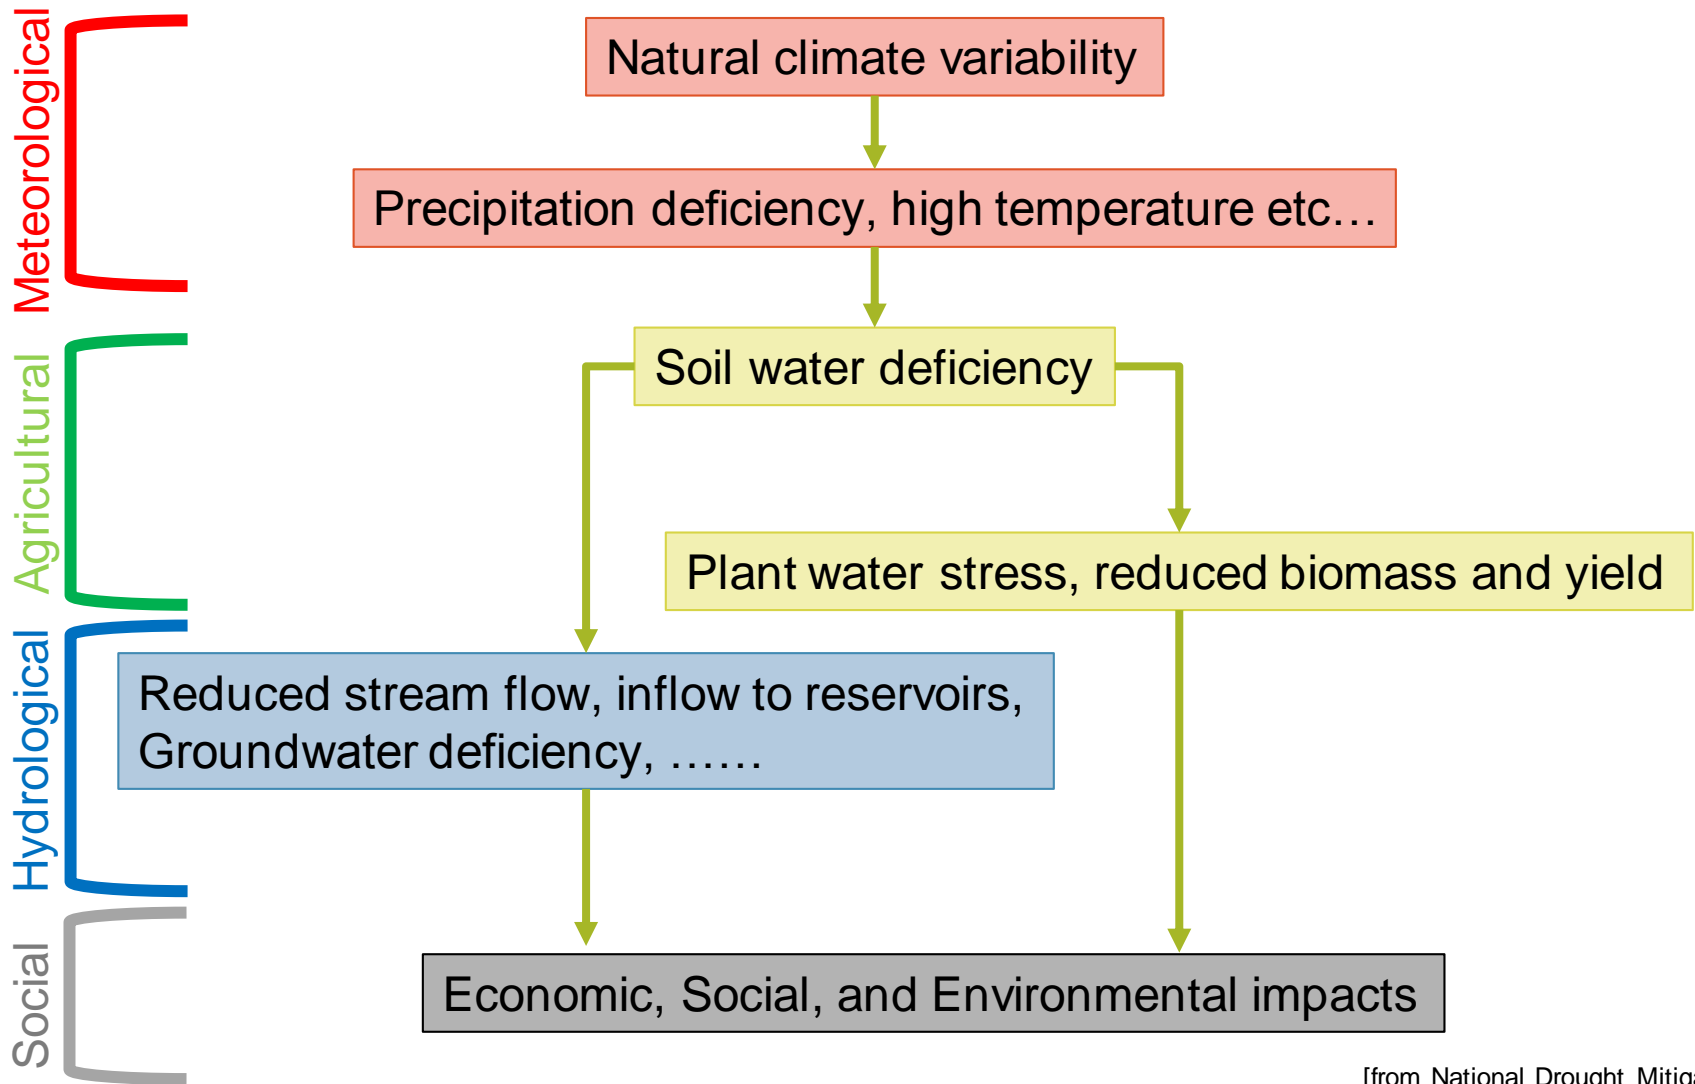 Meteorological
Natural climate variability
Precipitation deficiency, high temperature etc…
Agricultural
Soil water deficiency
Plant water stress, reduced biomass and yield
Hydrological
Reduced stream flow, inflow to reservoirs,
Groundwater deficiency, ……
Social
Economic, Social, and Environmental impacts
[from National Drought